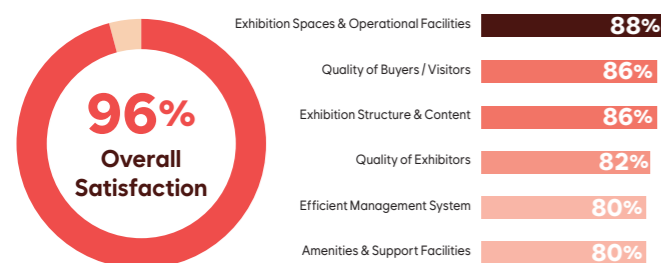 96%
Overall
Satisfaction
Exhibition Spaces & Operational Facilities 88%
Quality of Buyers / Visitors 86%
Exhibition Structure & Content 86%
Quality of Exhibitors 82%
Efficient Management System 80%
Amenities & Support Facilities 80%